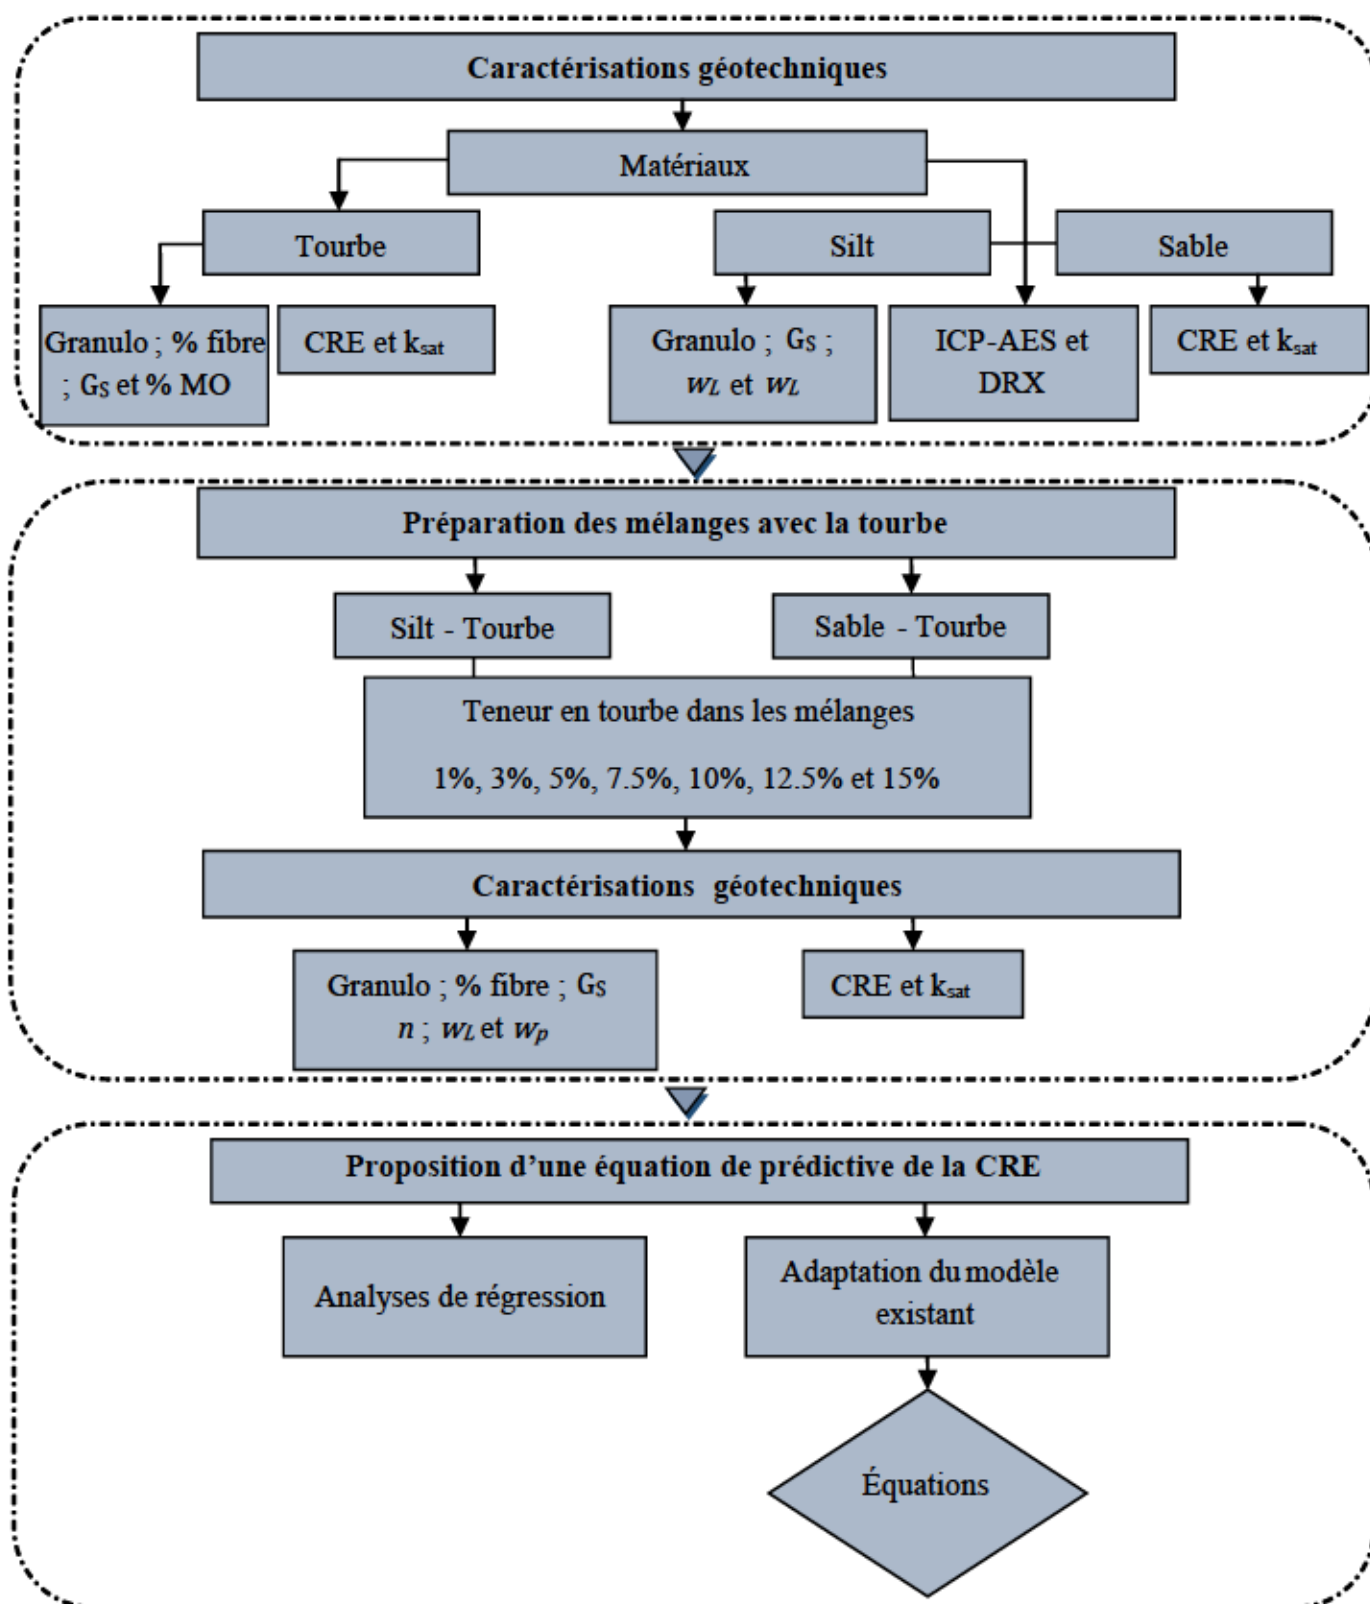 Caractérisations géotechniques
Matériaux
Tourbe
Silt
Sable
Granulo ; % fibre
; Gs et % MO
CRE et ksat
Granulo ; Gs ;
wL et wL
ICP-AES et
DRX
CRE et ksat
Préparation des mélanges avec la tourbe
Silt - Tourbe
Sable - Tourbe
Teneur en tourbe dans les mélanges
1%, 3%, 5%, 7.5%, 10%, 12.5% et 15%
Caractérisations géotechniques
Granulo ; % fibre ; Gs
n ; wL et wp
CRE et ksat
Proposition d’une équation de prédictive de la CRE
Analyses de régression
Adaptation du modèle
existant
Équations